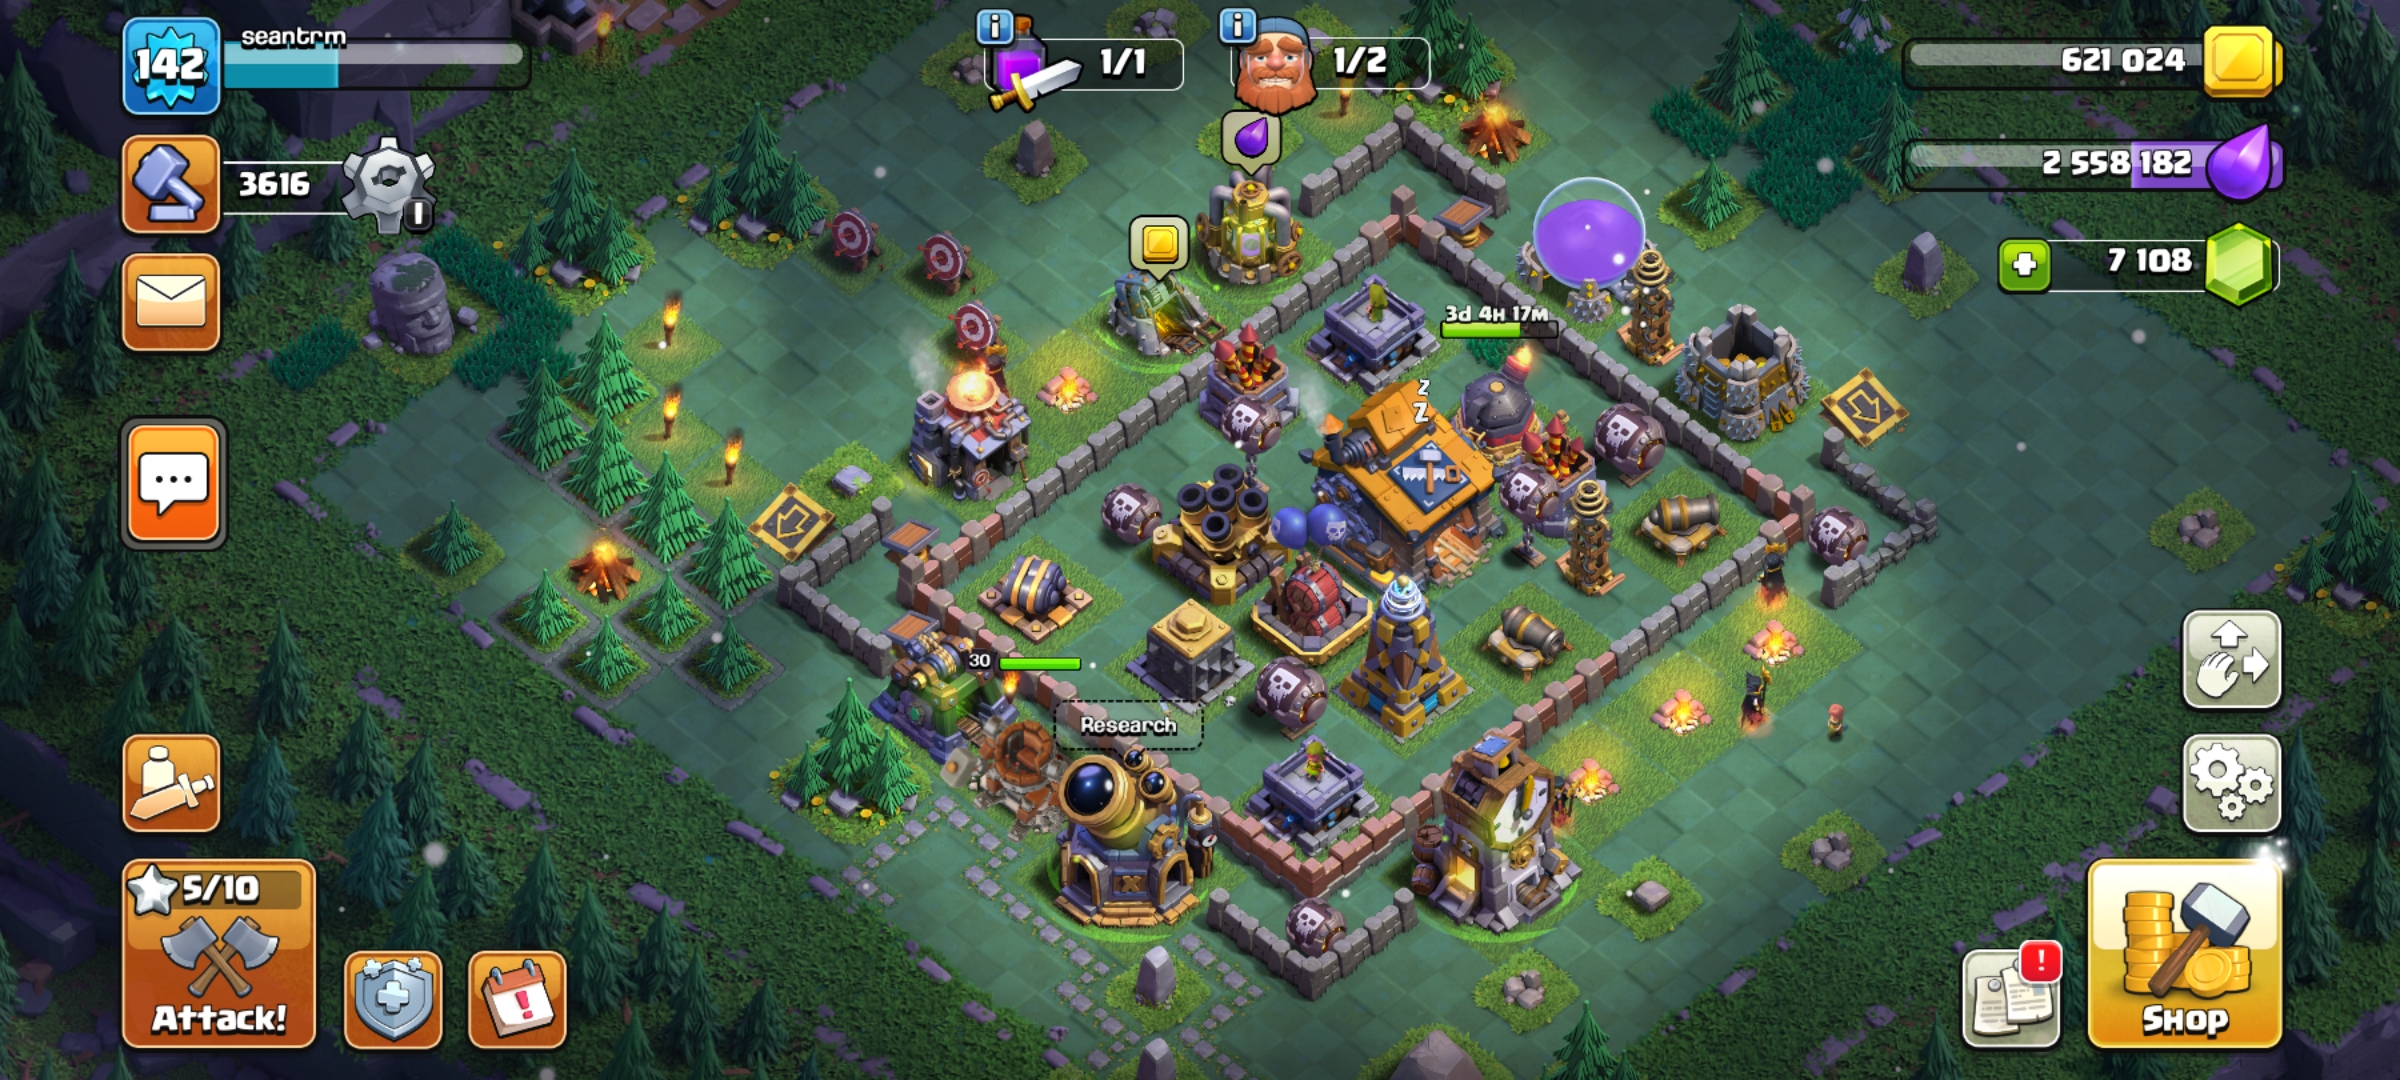 142
seantrm
1/1
1/2
621 024
3616
I
2 558 182
7 108
3d 4H 17M
Z
Z
30
Research
5/10
Attack!
!
Shop